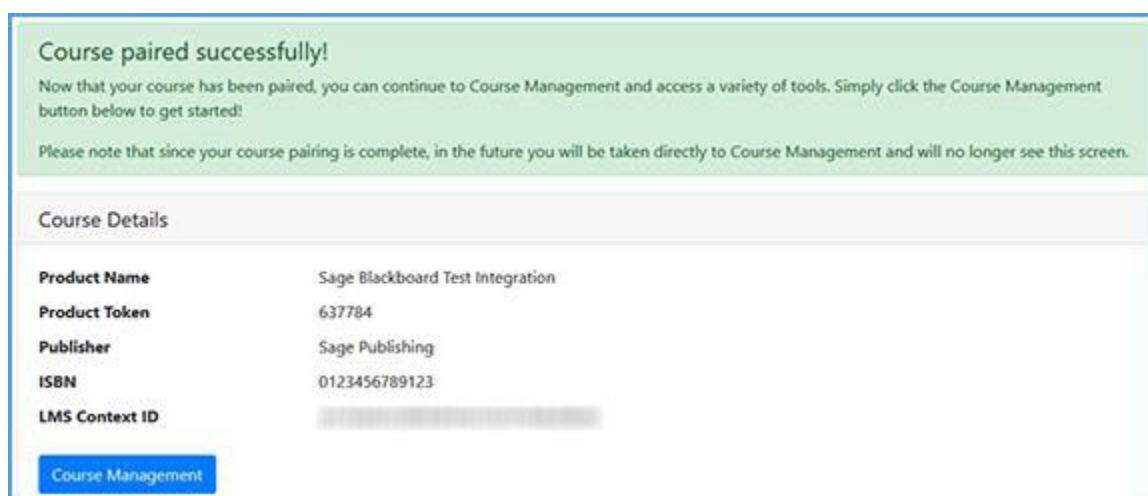 Course paired successfully!
Now that your course has been paired, you can continue to Course Management and access a variety of tools. Simply click the Course Management
button below to get started!
Please note that since your course pairing is complete, in the future you will be taken directly to Course Management and will no longer see this screen.
Course Details
Product Name Sage Blackboard Test Integration
Product Token 637784
Publisher Sage Publishing
ISBN 0123456789123
LMS Context ID
Course Management